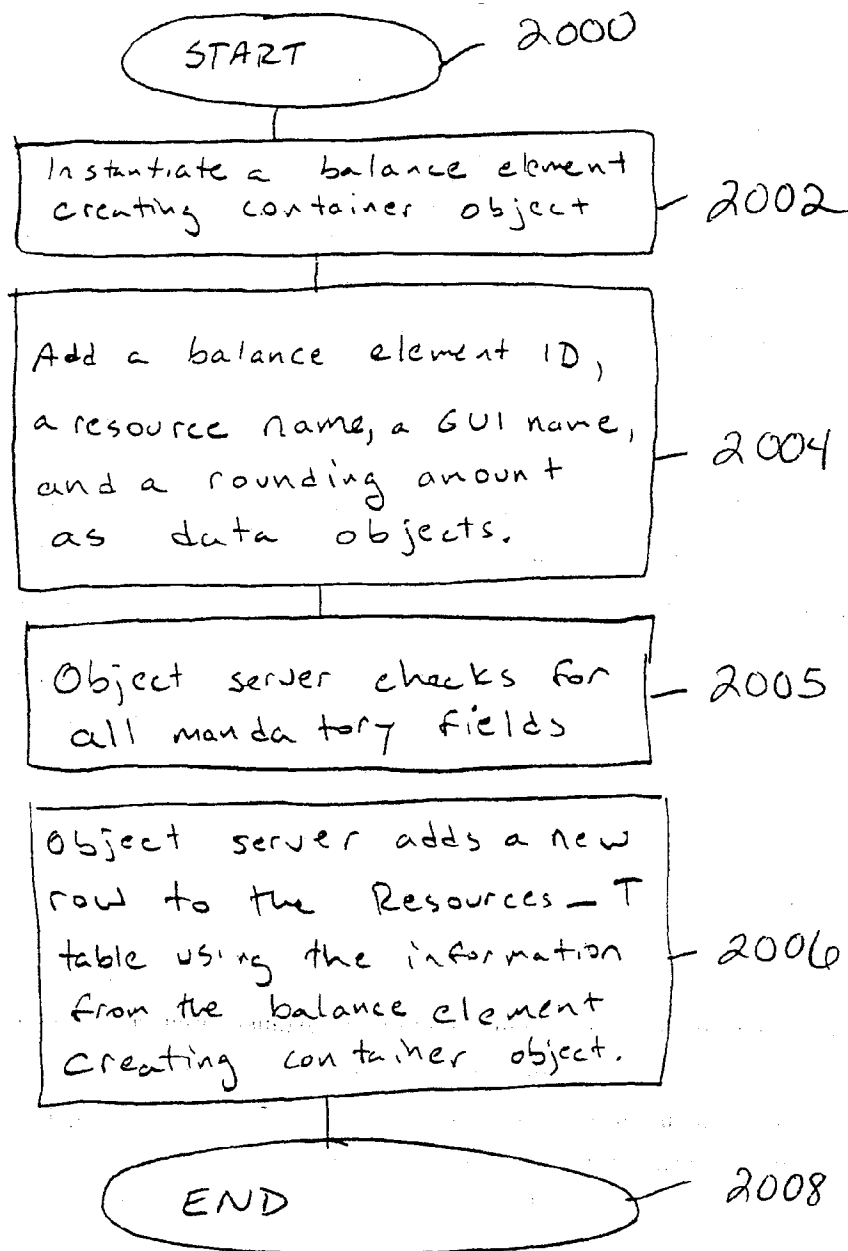 START
2000
Instantiate a balance element
creating container object
2002
Add a balance element ID,
a resource name, a GUI name,
and a rounding amount
as data objects.
2004
Object server checks for
all mandatory fields
2005
Object server adds a new
row to the Resources_T
table using the information
from the balance element
creating container object.
2006
END
2008